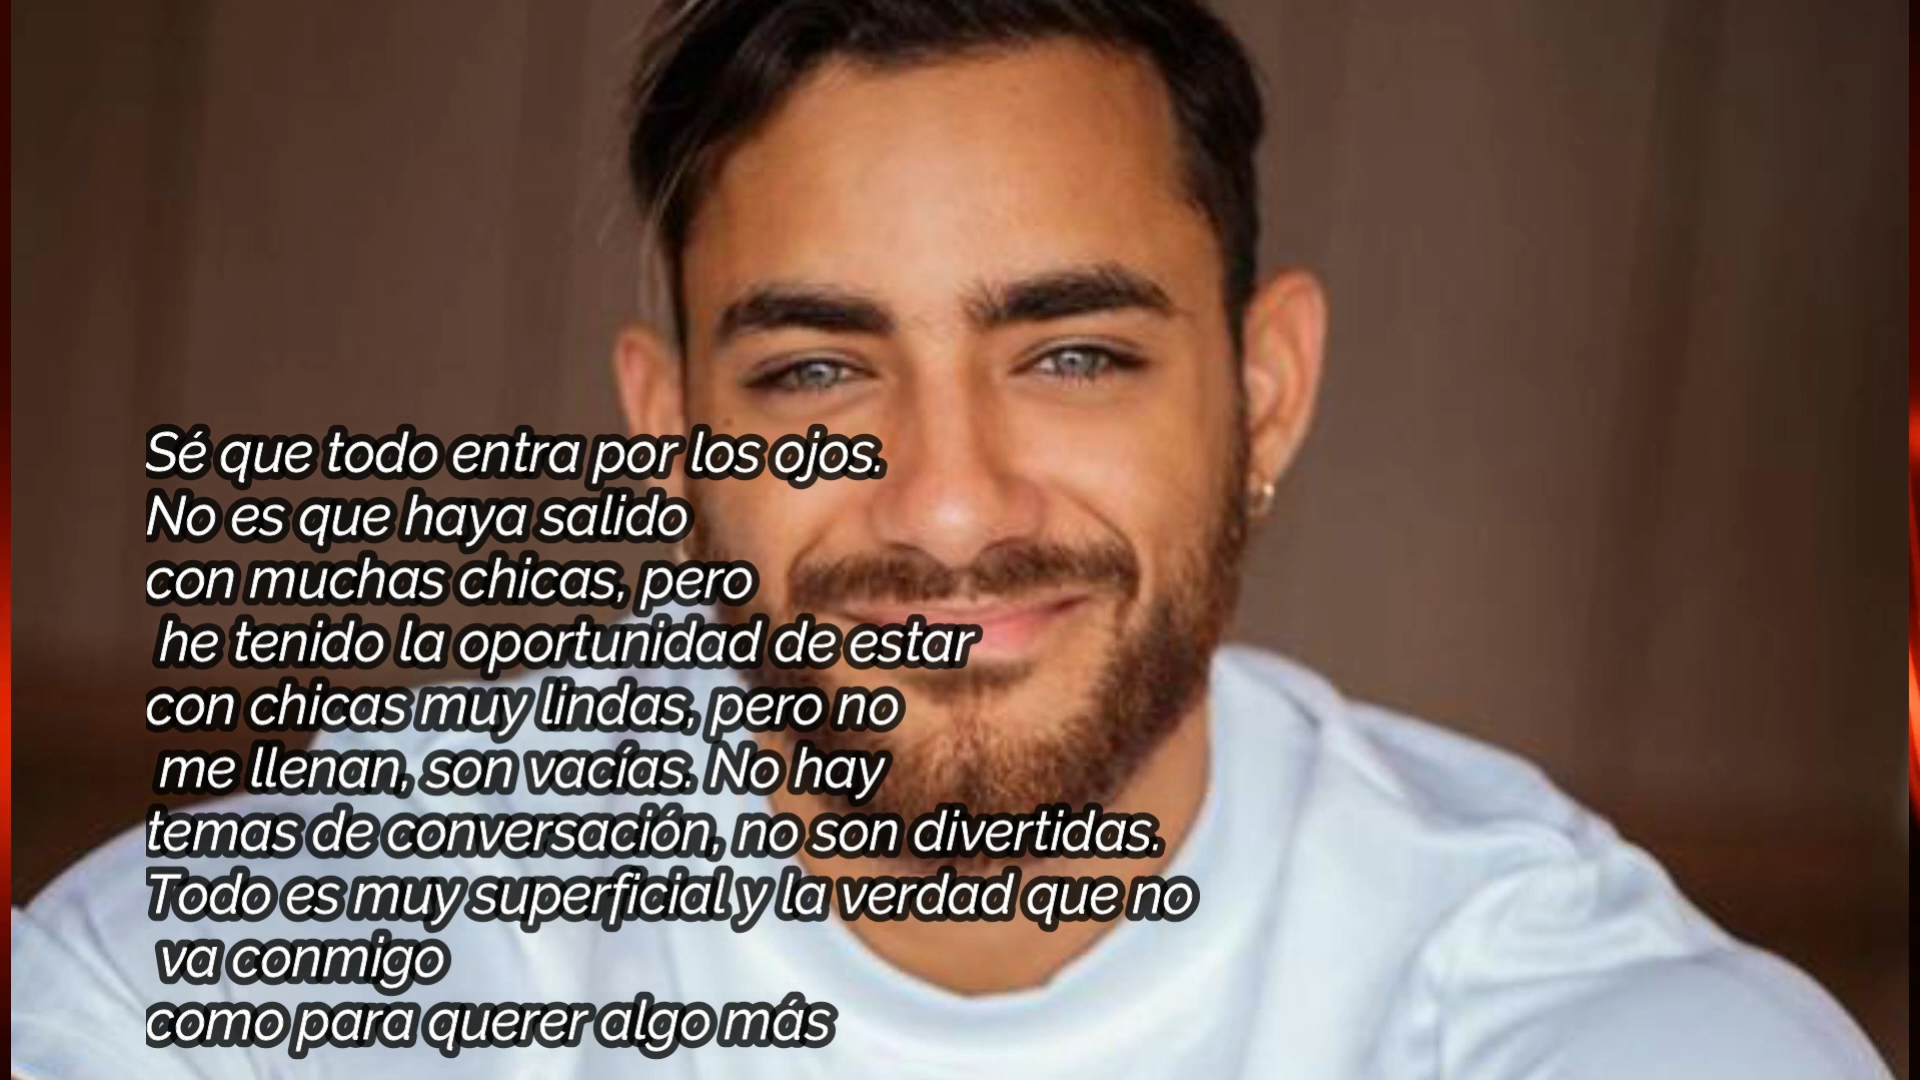 Sé que todo entra por los ojos.
No es que haya salido
con muchas chicas, pero
he tenido la oportunidad de estar
con chicas muy lindas, pero no
me llenan, son vacías. No hay
temas de conversación, no son divertidas.
Todo es muy superficial y la verdad que no
va conmigo
como para querer algo más